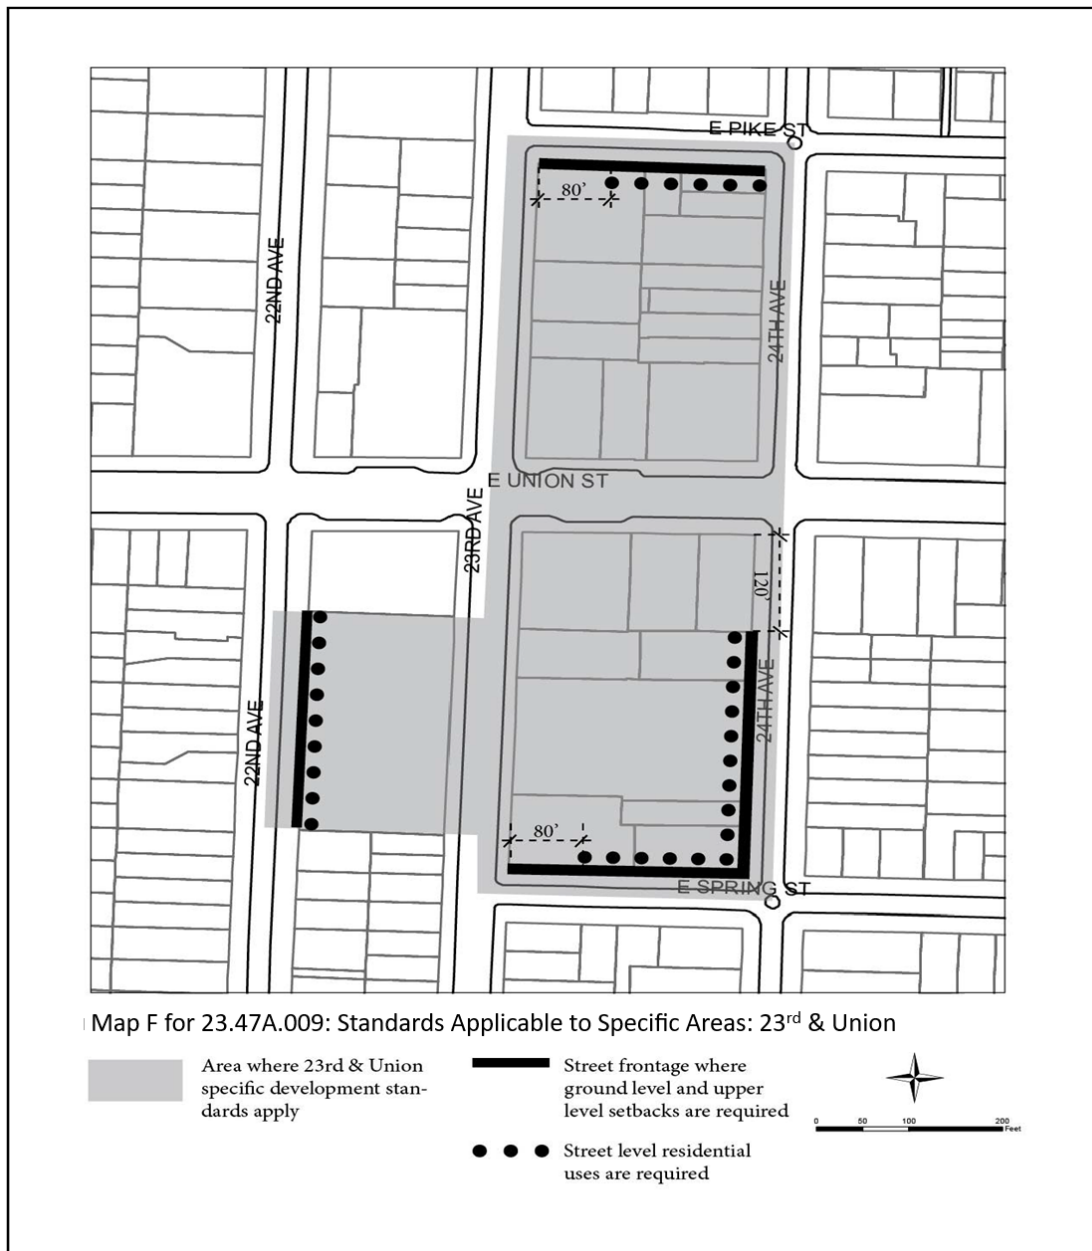 E PIKE ST
80'
22ND AVE
24TH AVE
E UNION ST
23RD AVE
120'
24TH AVE
22ND AVE
80'
E SPRING ST
Map F for 23.47A.009: Standards Applicable to Specific Areas: 23rd & Union
Area where 23rd & Union
specific development stan-
dards apply
Street frontage where
ground level and upper
level setbacks are required
0 50 100 200
Feet
Street level residential
uses are required